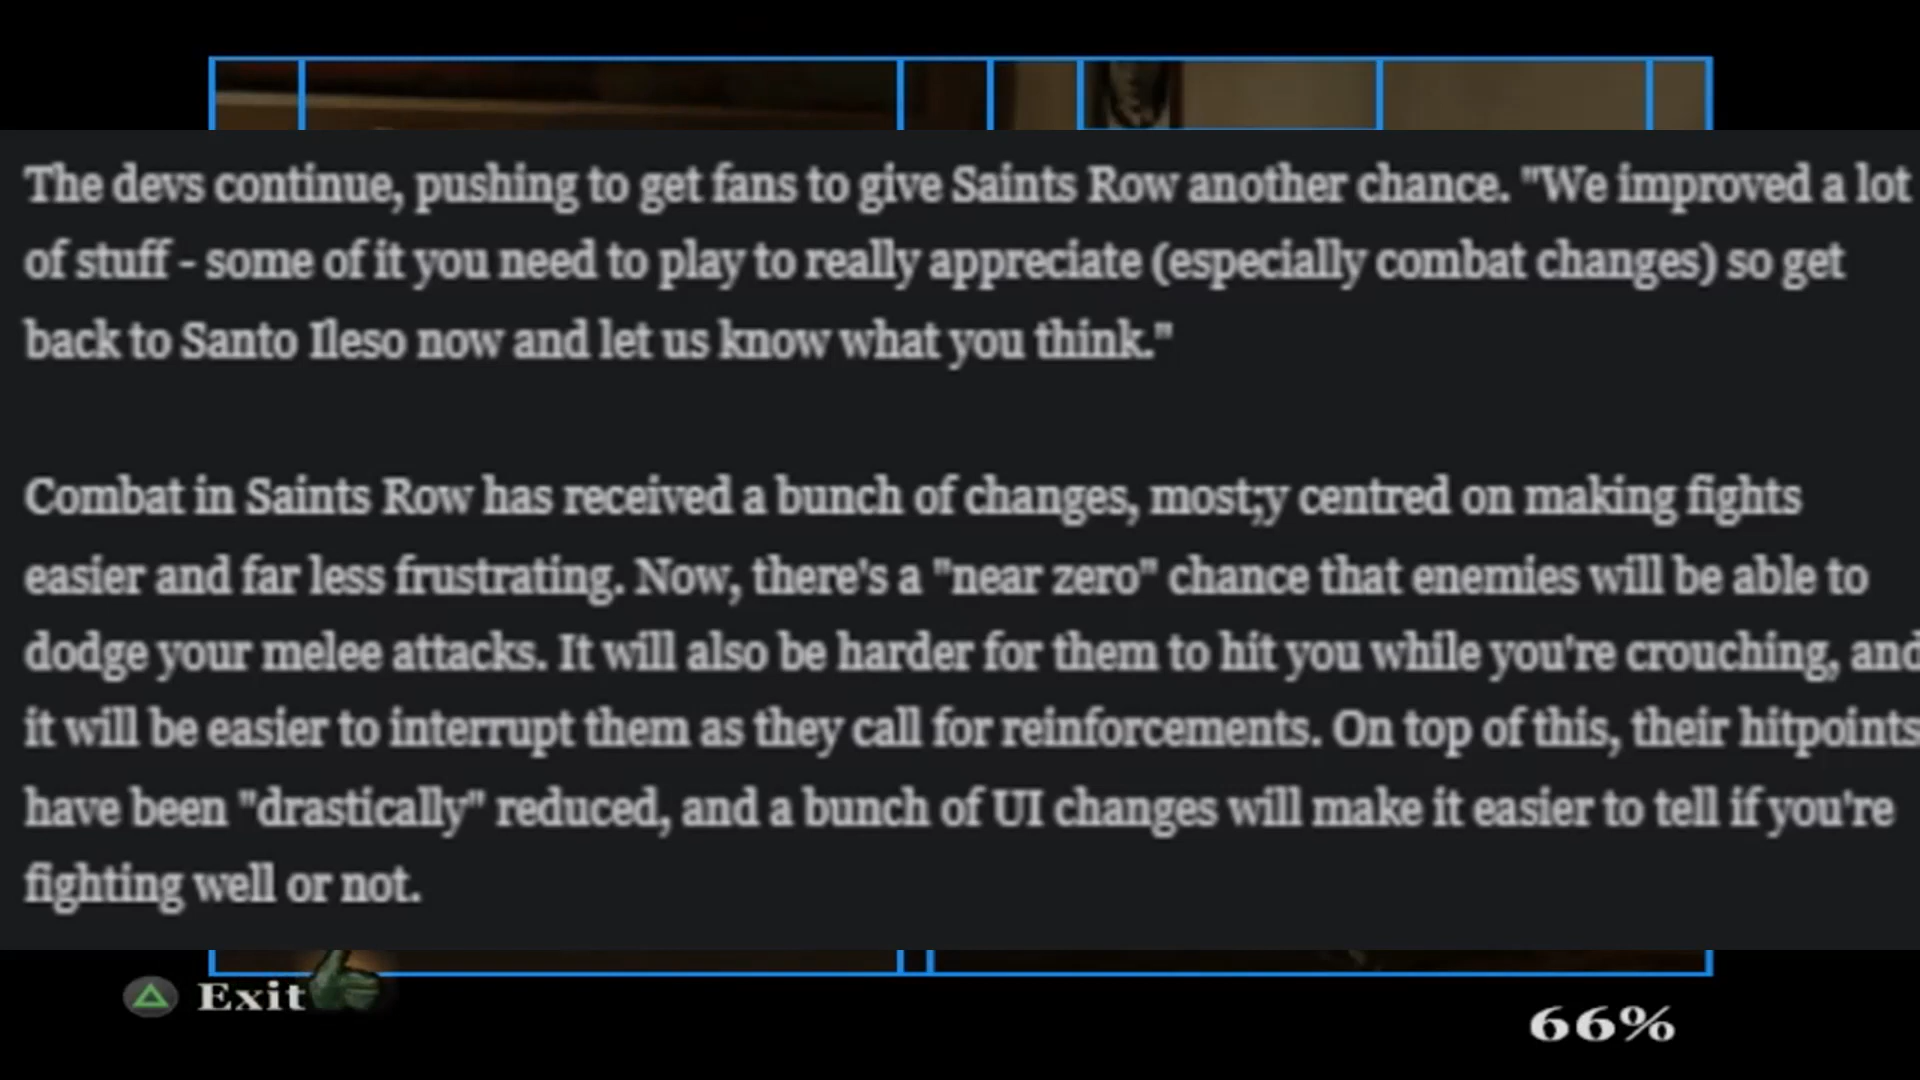 The devs continue, pushing to get fans to give Saints Row another chance. "We improved a lot
of stuff - some of it you need to play to really appreciate (especially combat changes) so get
back to Santo Ileso now and let us know what you think."
Combat in Saints Row has received a bunch of changes, most;y centred on making fights
easier and far less frustrating. Now, there's a "near zero" chance that enemies will be able to
dodge your melee attacks. It will also be harder for them to hit you while you're crouching, and
it will be easier to interrupt them as they call for reinforcements. On top of this, their hitpoints
have been "drastically" reduced, and a bunch of UI changes will make it easier to tell if you're
fighting well or not.
Exit
66%